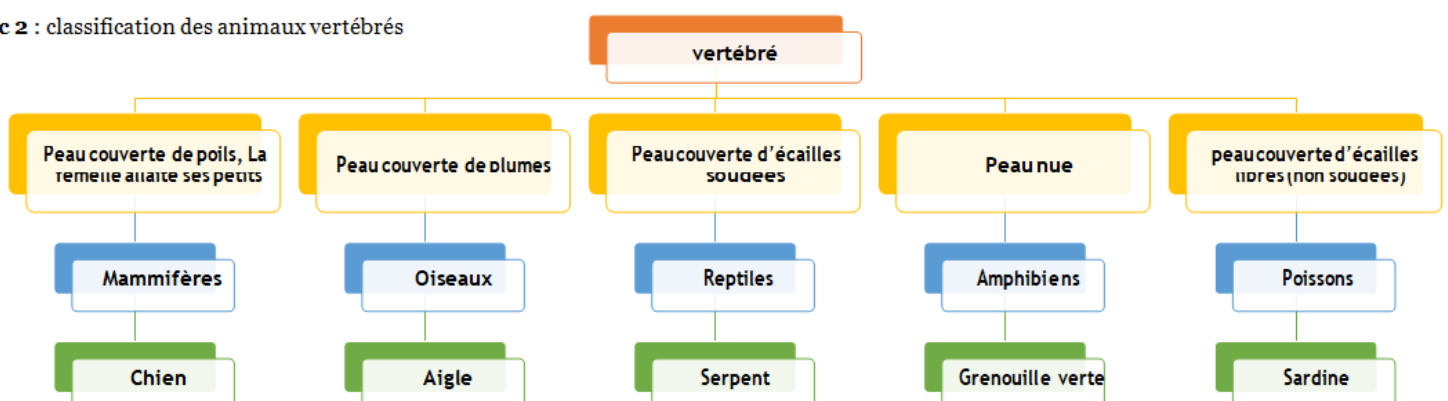 c 2 : classification des animaux vertébrés
vertébré
Peau couverte de poils, La
femelle allaite ses petits
Peau couverte de plumes
Peau couverte d'écailles
soudées
Peau nue
peau couverte d'écailles
libres (non soudées)
Mammifères
Oiseaux
Reptiles
Amphibiens
Poissons
Chien
Aigle
Serpent
Grenouille verte
Sardine